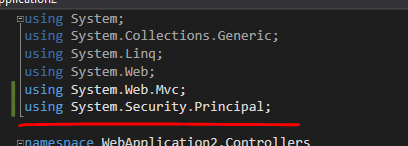 using System;
using System.Collections.Generic;
using System.Linq;
using System.Web;
using System.Web.Mvc;
using System.Security.Principal;
namespace WebApplication2.Controllers